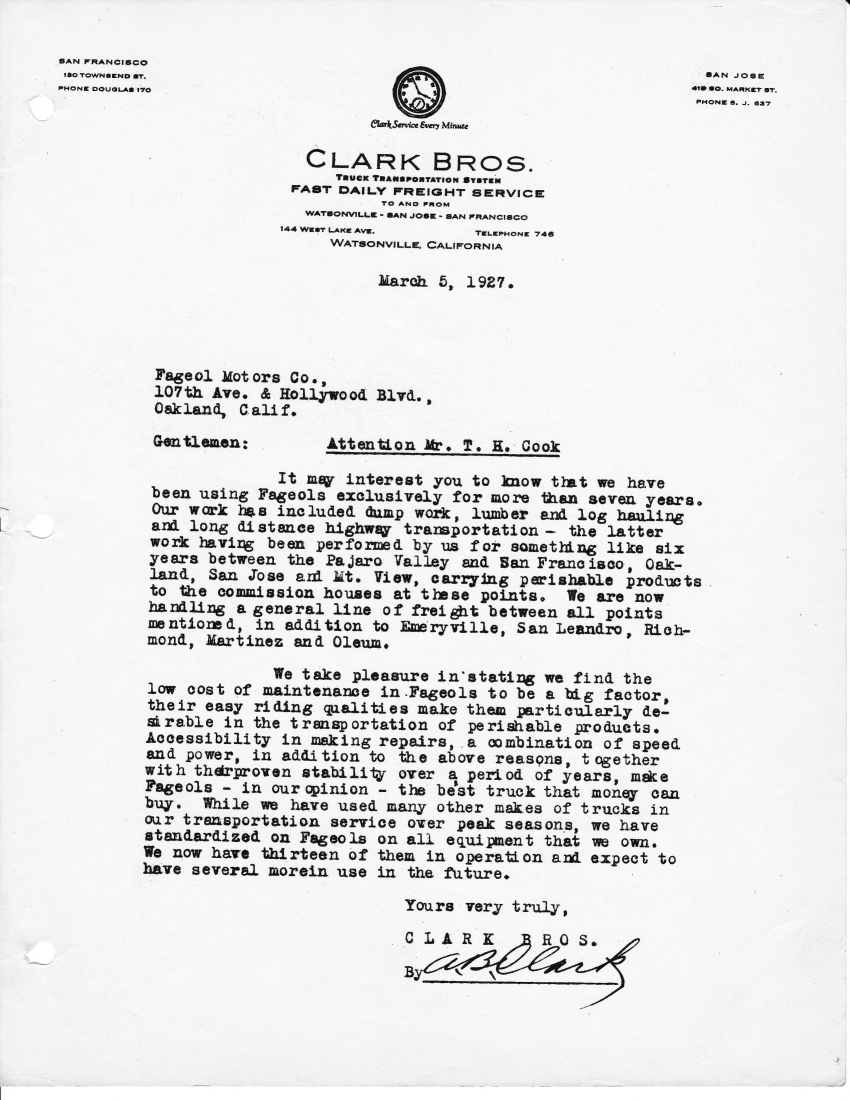 SAN FRANCISCO
130 TOWNSEND ST.
PHONE DOUGLAS 170
SAN JOSE
419 SO. MARKET ST.
PHONE S. J. 637
Clark Service Every Minute
CLARK BROS.
TRUCK TRANSPORTATION SYSTEM
FAST DAILY FREIGHT SERVICE
TO AND FROM
WATSONVILLE - SAN JOSE - SAN FRANCISCO
144 WEST LAKE AVE. TELEPHONE 746
WATSONVILLE, CALIFORNIA
March 5, 1927.
Fageol Motors Co.,
107th Ave. & Hollywood Blvd.,
Oakland, Calif.
Gentlemen: Attention Mr. T. H. Cook
It may interest you to know that we have
been using Fageols exclusively for more than seven years.
Our work has included dump work, lumber and log hauling
and long distance highway transportation - the latter
work having been performed by us for something like six
years between the Pajaro Valley and San Francisco, Oak-
land, San Jose and Mt. View, carrying perishable products
to the commission houses at these points. We are now
handling a general line of freight between all points
mentioned, in addition to Emeryville, San Leandro, Rich-
mond, Martinez and Oleum.
We take pleasure in stating we find the
low cost of maintenance in Fageols to be a big factor,
their easy riding qualities make them particularly de-
sirable in the transportation of perishable products.
Accessibility in making repairs, a combination of speed
and power, in addition to the above reasons, together
with theirproven stability over a period of years, make
Fageols - in our opinion - the best truck that money can
buy. While we have used many other makes of trucks in
our transportation service over peak seasons, we have
standardized on Fageols on all equipment that we own.
We now have thirteen of them in operation and expect to
have several morein use in the future.
Yours very truly,
CLARK BROS.
By A.B. Clark